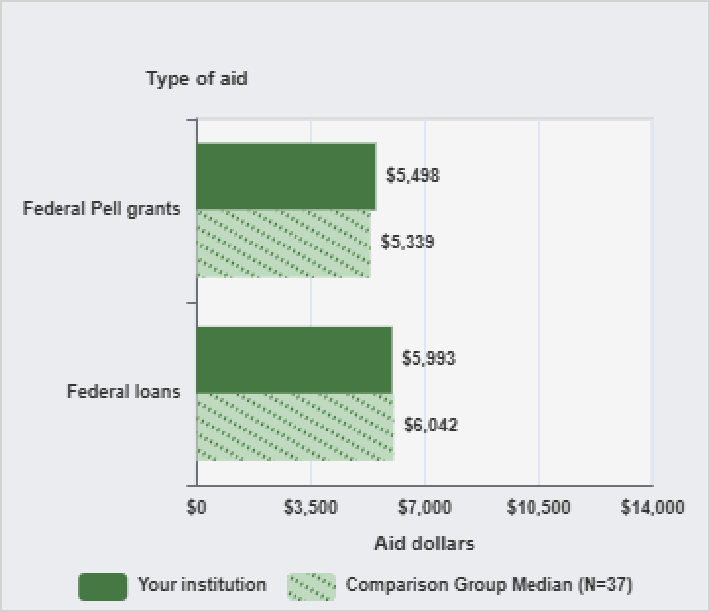 Type of aid
Federal Pell grants
$5,498
$5,339
Federal loans
$5,993
$6,042
$0 $3,500 $7,000 $10,500 $14,000
Aid dollars
Your institution Comparison Group Median (N=37)